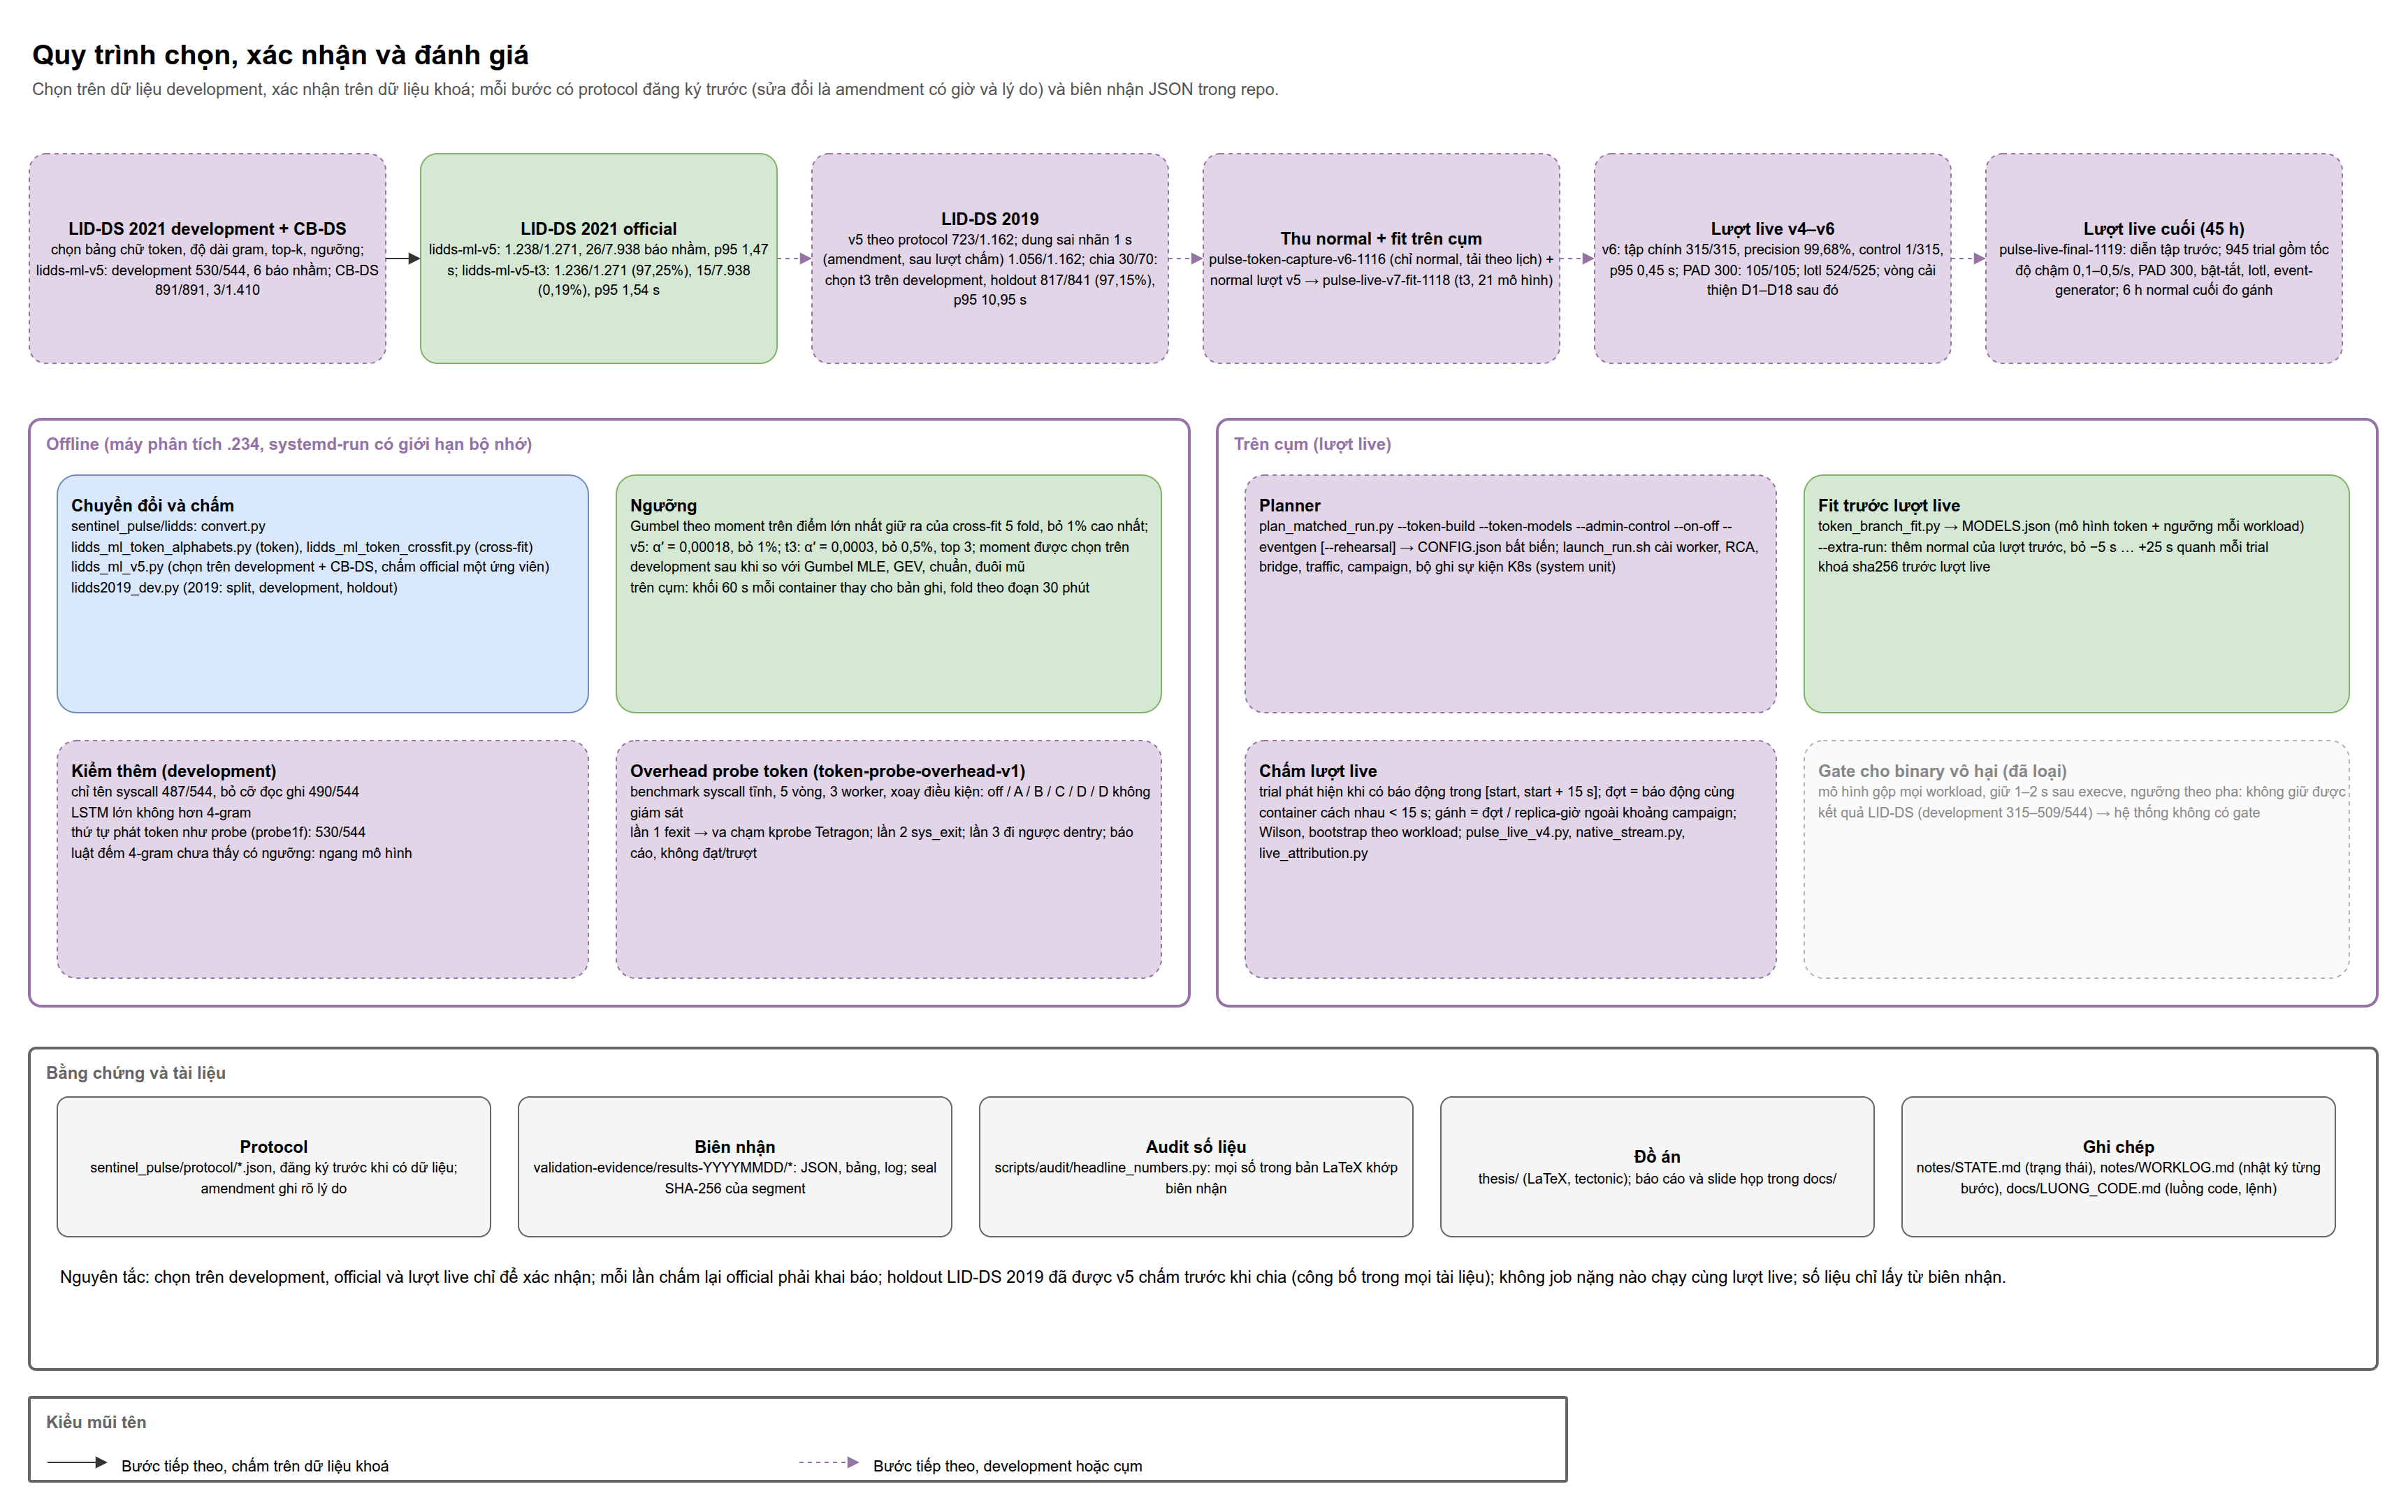 Quy trình chọn, xác nhận và đánh giá
Chọn trên dữ liệu development, xác nhận trên dữ liệu khoá; mỗi bước có protocol đăng ký trước (sửa đổi là amendment có giờ và lý do) và biên nhận JSON trong repo.
LID-DS 2021 development + CB-DS
chọn bảng chữ token, độ dài gram, top-k, ngưỡng;
lidds-ml-v5: development 530/544, 6 báo nhầm; CB-DS
891/891, 3/1.410
LID-DS 2021 official
lidds-ml-v5: 1.238/1.271, 26/7.938 báo nhầm, p95 1,47
s; lidds-ml-v5-t3: 1.236/1.271 (97,25%), 15/7.938
(0,19%), p95 1,54 s
LID-DS 2019
v5 theo protocol 723/1.162; dung sai nhãn 1 s
(amendment, sau lượt chấm) 1.056/1.162; chia 30/70:
chọn t3 trên development, holdout 817/841 (97,15%),
p95 10,95 s
Thu normal + fit trên cụm
pulse-token-capture-v6-1116 (chỉ normal, tải theo lịch) +
normal lượt v5 → pulse-live-v7-fit-1118 (t3, 21 mô hình)
Lượt live v4–v6
v6: tập chính 315/315, precision 99,68%, control 1/315,
p95 0,45 s; PAD 300: 105/105; lotl 524/525; vòng cải
thiện D1–D18 sau đó
Lượt live cuối (45 h)
pulse-live-final-1119: diễn tập trước; 945 trial gồm tốc
độ chậm 0,1–0,5/s, PAD 300, bật-tắt, lotl, event-
generator; 6 h normal cuối đo gánh
Offline (máy phân tích .234, systemd-run có giới hạn bộ nhớ)
Chuyển đổi và chấm
sentinel_pulse/lidds: convert.py
lidds_ml_token_alphabets.py (token), lidds_ml_token_crossfit.py (cross-fit)
lidds_ml_v5.py (chọn trên development + CB-DS, chấm official một ứng viên)
lidds2019_dev.py (2019: split, development, holdout)
Ngưỡng
Gumbel theo moment trên điểm lớn nhất giữ ra của cross-fit 5 fold, bỏ 1% cao nhất;
v5: α′ = 0,00018, bỏ 1%; t3: α′ = 0,0003, bỏ 0,5%, top 3; moment được chọn trên
development sau khi so với Gumbel MLE, GEV, chuẩn, đuôi mũ
trên cụm: khối 60 s mỗi container thay cho bản ghi, fold theo đoạn 30 phút
Kiểm thêm (development)
chỉ tên syscall 487/544, bỏ cỡ đọc ghi 490/544
LSTM lớn không hơn 4-gram
thứ tự phát token như probe (probe1f): 530/544
luật đếm 4-gram chưa thấy có ngưỡng: ngang mô hình
Overhead probe token (token-probe-overhead-v1)
benchmark syscall tĩnh, 5 vòng, 3 worker, xoay điều kiện: off / A / B / C / D / D không
giám sát
lần 1 fexit → va chạm kprobe Tetragon; lần 2 sys_exit; lần 3 đi ngược dentry; báo
cáo, không đạt/trượt
Trên cụm (lượt live)
Planner
plan_matched_run.py --token-build --token-models --admin-control --on-off --
eventgen [--rehearsal] → CONFIG.json bất biến; launch_run.sh cài worker, RCA,
bridge, traffic, campaign, bộ ghi sự kiện K8s (system unit)
Fit trước lượt live
token_branch_fit.py → MODELS.json (mô hình token + ngưỡng mỗi workload)
--extra-run: thêm normal của lượt trước, bỏ −5 s … +25 s quanh mỗi trial
khoá sha256 trước lượt live
Chấm lượt live
trial phát hiện khi có báo động trong [start, start + 15 s]; đợt = báo động cùng
container cách nhau < 15 s; gánh = đợt / replica-giờ ngoài khoảng campaign;
Wilson, bootstrap theo workload; pulse_live_v4.py, native_stream.py,
live_attribution.py
Gate cho binary vô hại (đã loại)
mô hình gộp mọi workload, giữ 1–2 s sau execve, ngưỡng theo pha: không giữ được
kết quả LID-DS (development 315–509/544) → hệ thống không có gate
Bằng chứng và tài liệu
Protocol
sentinel_pulse/protocol/*.json, đăng ký trước khi có dữ liệu;
amendment ghi rõ lý do
Biên nhận
validation-evidence/results-YYYYMMDD/*: JSON, bảng, log; seal
SHA-256 của segment
Audit số liệu
scripts/audit/headline_numbers.py: mọi số trong bản LaTeX khớp
biên nhận
Đồ án
thesis/ (LaTeX, tectonic); báo cáo và slide họp trong docs/
Ghi chép
notes/STATE.md (trạng thái), notes/WORKLOG.md (nhật ký từng
bước), docs/LUONG_CODE.md (luồng code, lệnh)
Nguyên tắc: chọn trên development, official và lượt live chỉ để xác nhận; mỗi lần chấm lại official phải khai báo; holdout LID-DS 2019 đã được v5 chấm trước khi chia (công bố trong mọi tài liệu); không job nặng nào chạy cùng lượt live; số liệu chỉ lấy từ biên nhận.
Kiểu mũi tên
Bước tiếp theo, chấm trên dữ liệu khoá
Bước tiếp theo, development hoặc cụm